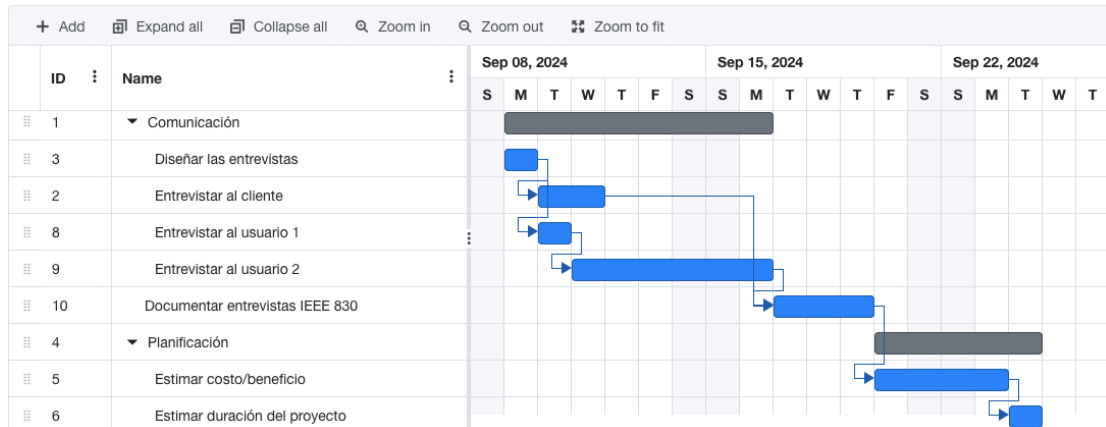 + Add Expand all Collapse all Zoom in Zoom out Zoom to fit
ID Name
Sep 08, 2024 Sep 15, 2024 Sep 22, 2024
S M T W T F S S M T W T F S S M T W T
1 Comunicación
3 Diseñar las entrevistas
2 Entrevistar al cliente
8 Entrevistar al usuario 1
9 Entrevistar al usuario 2
10 Documentar entrevistas IEEE 830
4 Planificación
5 Estimar costo/beneficio
6 Estimar duración del proyecto